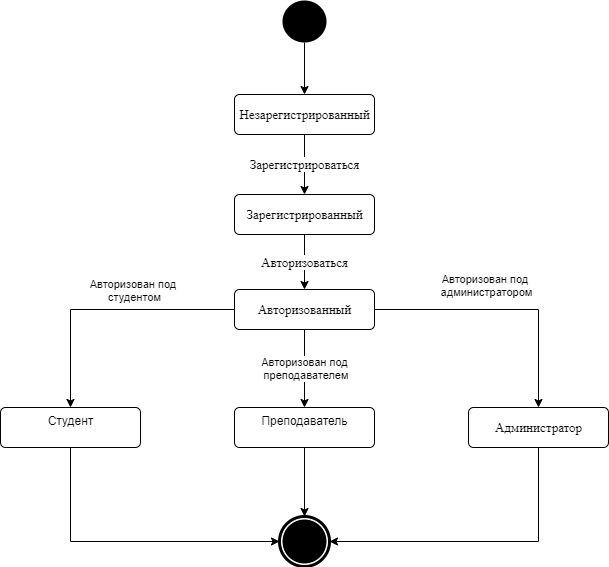 Незарегистрированный
Зарегистрироваться
Зарегистрированный
Авторизоваться
Авторизован под
студентом
Авторизован под
администратором
Авторизованный
Авторизован под
преподавателем
Студент
Преподаватель
Администратор